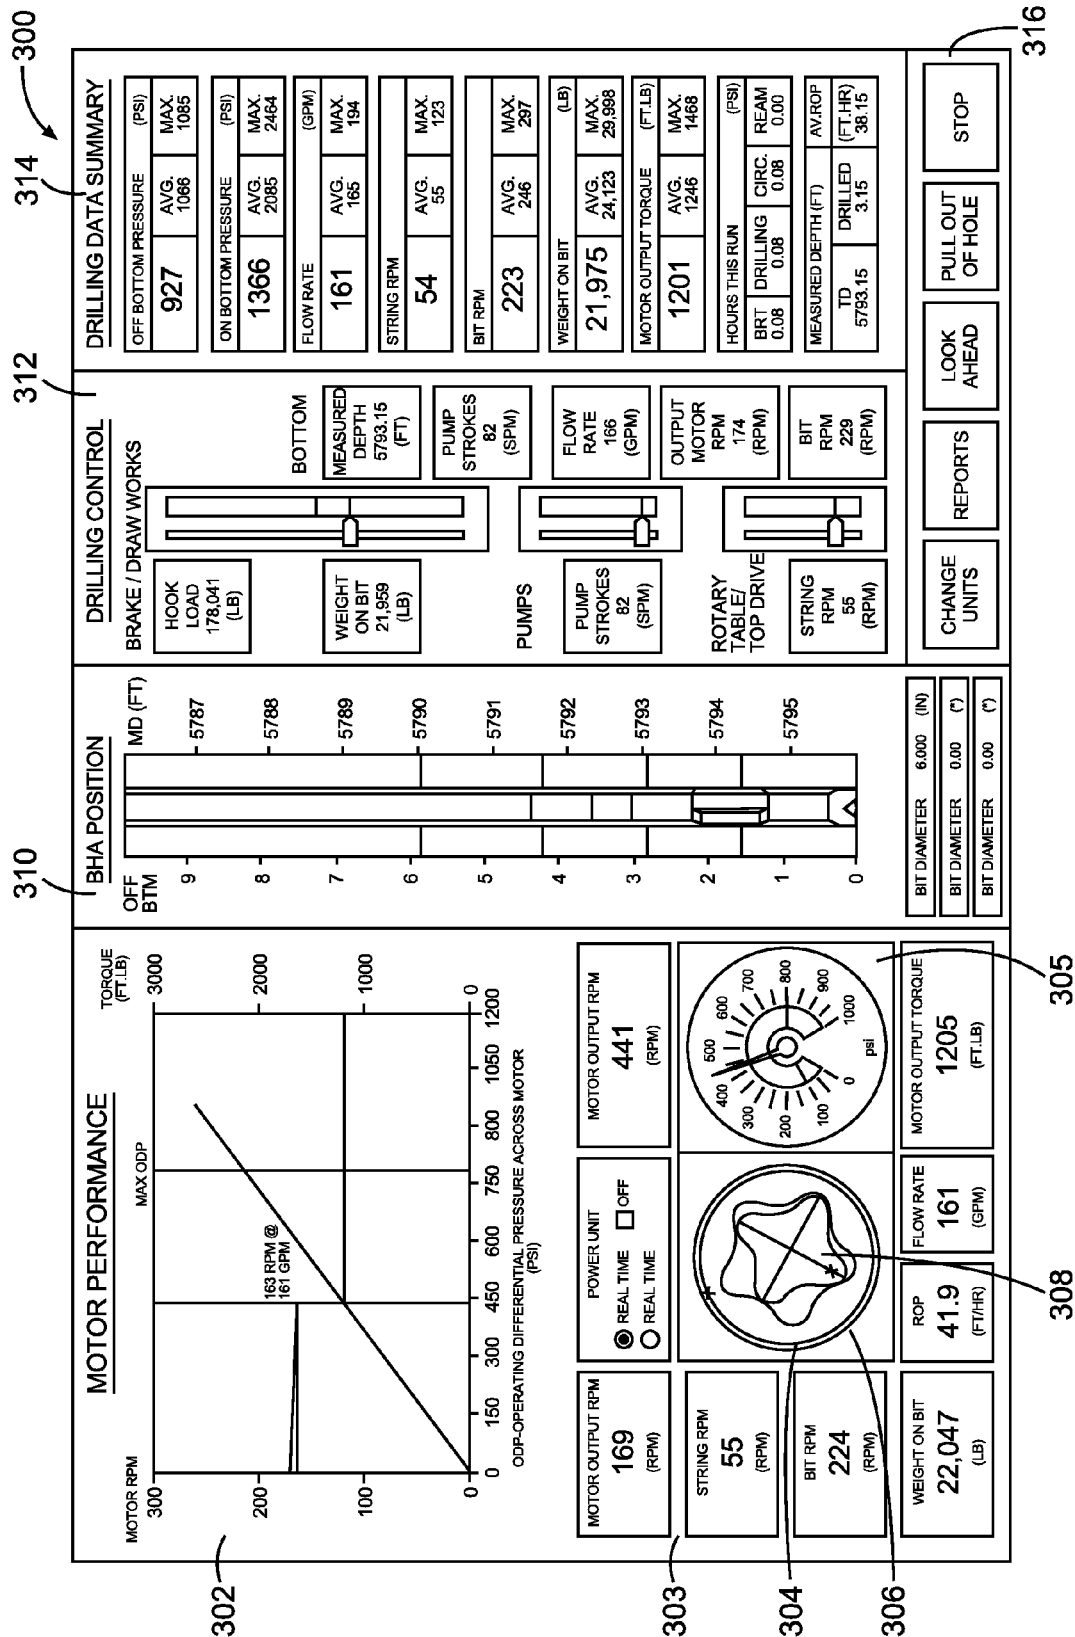 300
302
MOTOR PERFORMANCE
MOTOR RPM
MAX ODP
TORQUE
(FT.LB)
300
200
100
0
3000
2000
1000
0
163 RPM @
161 GPM
0
150
300
450
600
750
800
1050
1200
ODP-OPERATING DIFFERENTIAL PRESSURE ACROSS MOTOR
(PSI)
303
MOTOR OUTPUT RPM
169
(RPM)
POWER UNIT
REAL TIME
OFF
REAL TIME
MOTOR OUTPUT RPM
441
(RPM)
STRING RPM
55
(RPM)
BIT RPM
224
(RPM)
0
100
200
300
400
500
600
700
800
900
1000
psi
WEIGHT ON BIT
22,047
(LB)
ROP
41.9
(FT/HR)
FLOW RATE
161
(GPM)
MOTOR OUTPUT TORQUE
1205
(FT.LB)
304
306
308
305
310
BHA POSITION
OFF
BTM
MD (FT)
9
8
7
6
5
4
3
2
1
0
5787
5788
5789
5790
5791
5792
5793
5794
5795
BIT DIAMETER 6.000 (IN)
BIT DIAMETER 0.00 (")
BIT DIAMETER 0.00 (")
312
DRILLING CONTROL
BRAKE / DRAW WORKS
HOOK
LOAD
178,041
(LB)
WEIGHT
ON BIT
21,959
(LB)
BOTTOM
MEASURED
DEPTH
5793.15
(FT)
PUMPS
PUMP
STROKES
82
(SPM)
PUMP
STROKES
82
(SPM)
FLOW
RATE
166
(GPM)
ROTARY
TABLE/
TOP DRIVE
STRING
RPM
55
(RPM)
OUTPUT
MOTOR
RPM
174
(RPM)
BIT
RPM
229
(RPM)
314
DRILLING DATA SUMMARY
OFF BOTTOM PRESSURE (PSI)
927 AVG. 1066 MAX. 1085
ON BOTTOM PRESSURE (PSI)
1366 AVG. 2085 MAX. 2464
FLOW RATE (GPM)
161 AVG. 165 MAX. 194
STRING RPM
54 AVG. 55 MAX. 123
BIT RPM
223 AVG. 246 MAX. 297
WEIGHT ON BIT (LB)
21,975 AVG. 24,123 MAX. 29,998
MOTOR OUTPUT TORQUE (FT.LB)
1201 AVG. 1246 MAX. 1468
HOURS THIS RUN (PSI)
BRT DRILLING CIRC. REAM
0.08 0.08 0.08 0.00
MEASURED DEPTH (FT) AV.ROP
TD DRILLED (FT.HR)
5793.15 3.15 38.15
CHANGE
UNITS
REPORTS
LOOK
AHEAD
PULL OUT
OF HOLE
STOP
316